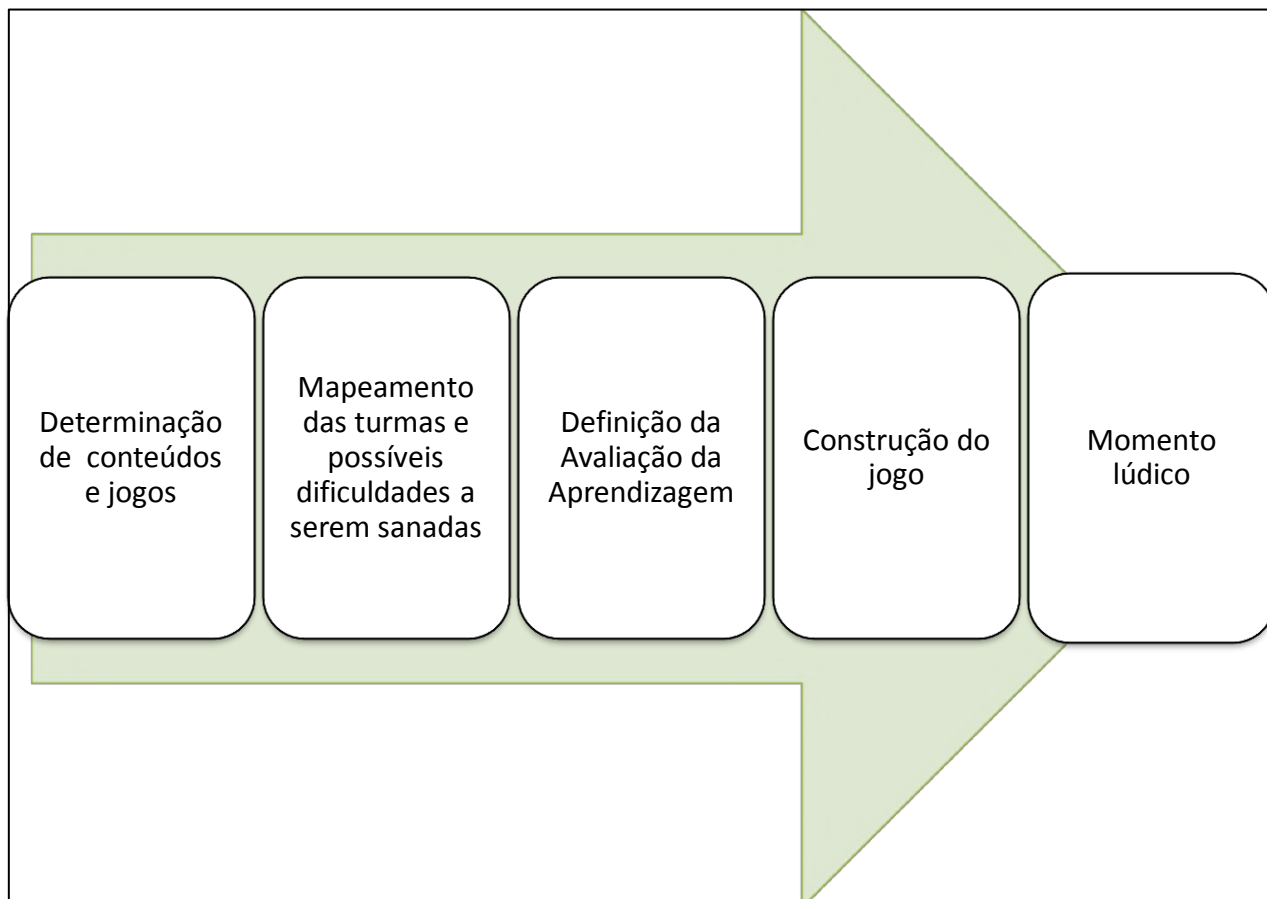 Determinação
de conteúdos
e jogos
Mapeamento
das turmas e
possíveis
dificuldades a
serem sanadas
Definição da
Avaliação da
Aprendizagem
Construção do
jogo
Momento
lúdico